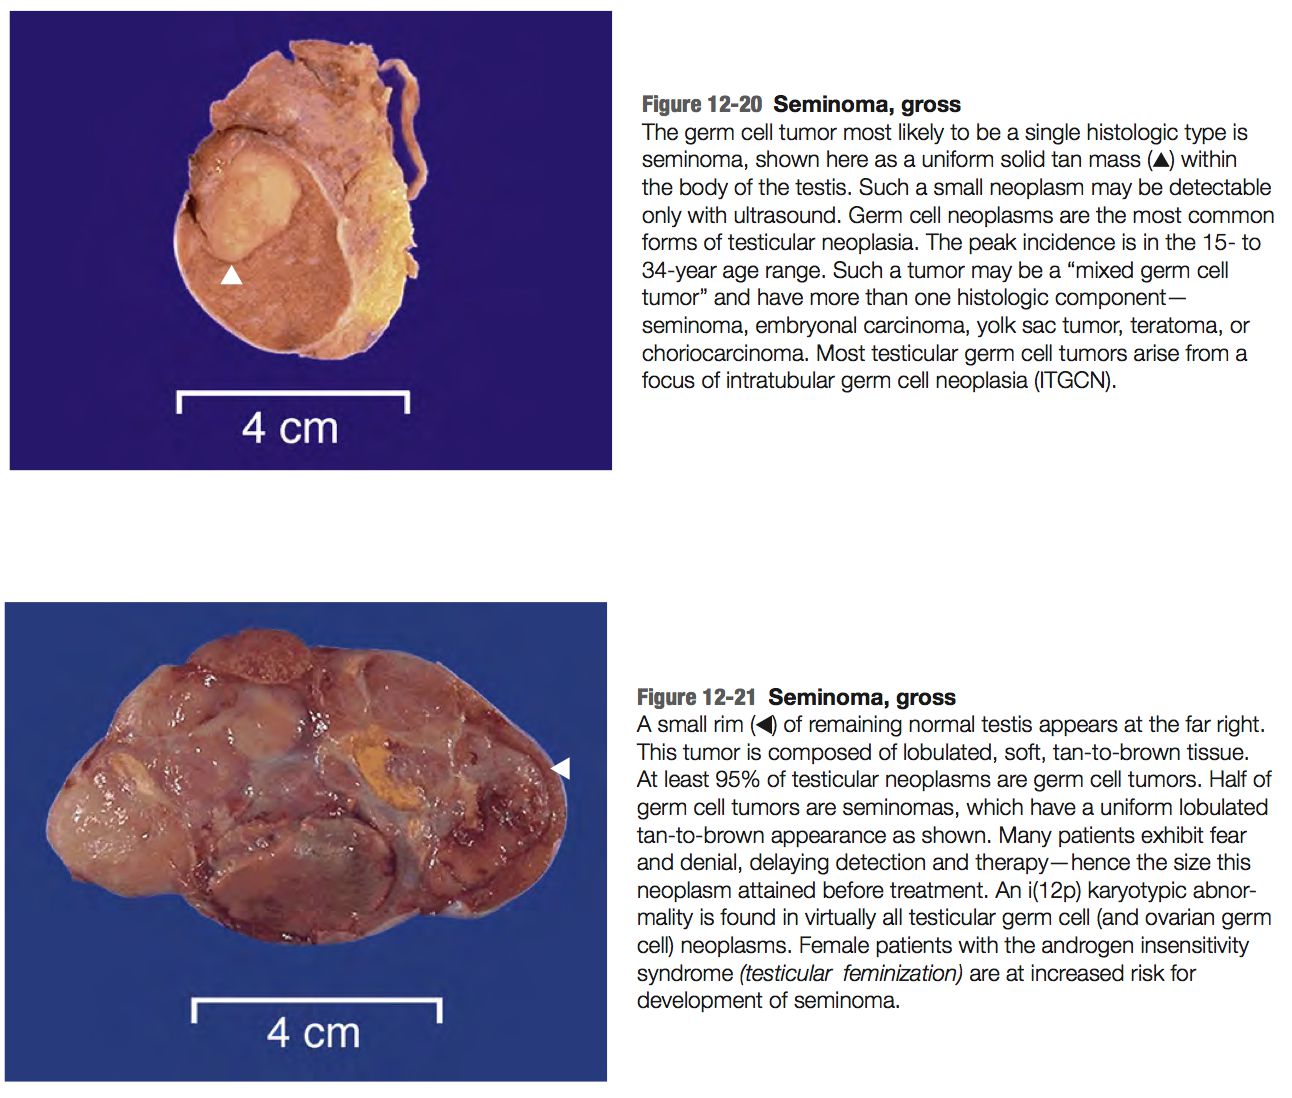 Figure 12-20 Seminoma, gross
The germ cell tumor most likely to be a single histologic type is
seminoma, shown here as a uniform solid tan mass (▲) within
the body of the testis. Such a small neoplasm may be detectable
only with ultrasound. Germ cell neoplasms are the most common
forms of testicular neoplasia. The peak incidence is in the 15- to
34-year age range. Such a tumor may be a “mixed germ cell
tumor” and have more than one histologic component—
seminoma, embryonal carcinoma, yolk sac tumor, teratoma, or
choriocarcinoma. Most testicular germ cell tumors arise from a
focus of intratubular germ cell neoplasia (ITGCN).
4 cm
Figure 12-21 Seminoma, gross
A small rim (◀) of remaining normal testis appears at the far right.
This tumor is composed of lobulated, soft, tan-to-brown tissue.
At least 95% of testicular neoplasms are germ cell tumors. Half of
germ cell tumors are seminomas, which have a uniform lobulated
tan-to-brown appearance as shown. Many patients exhibit fear
and denial, delaying detection and therapy—hence the size this
neoplasm attained before treatment. An i(12p) karyotypic abnor-
mality is found in virtually all testicular germ cell (and ovarian germ
cell) neoplasms. Female patients with the androgen insensitivity
syndrome (testicular feminization) are at increased risk for
development of seminoma.
4 cm